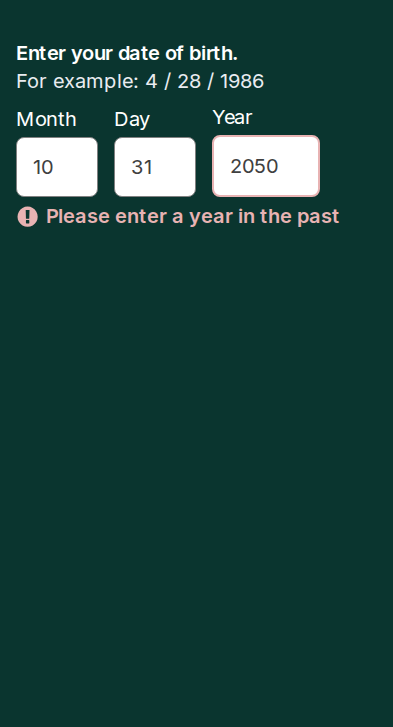 Enter your date of birth.
For example: 4 / 28 / 1986
Month Day Year
10 31 2050
Please enter a year in the past